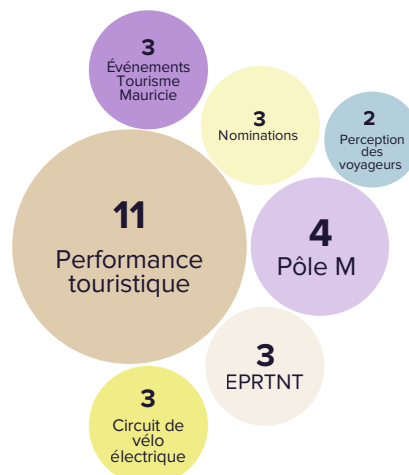 3
Événements
Tourisme
Mauricie
3
Nominations
2
Perception
des
voyageurs
11
Performance
touristique
4
Pôle M
3
EPRTNT
3
Circuit de
vélo
électrique